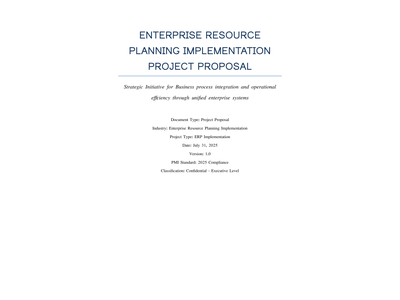 ENTERPRISE RESOURCE
PLANNING IMPLEMENTATION
PROJECT PROPOSAL
Strategic Initiative for Business process integration and operational
efficiency through unified enterprise systems
Document Type: Project Proposal
Industry: Enterprise Resource Planning Implementation
Project Type: ERP Implementation
Date: July 31, 2025
Version: 1.0
PMI Standard: 2025 Compliance
Classification: Confidential - Executive Level